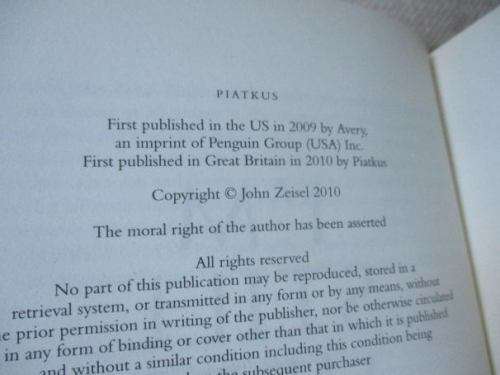 PIATKUS
First published in the US in 2009 by Avery,
an imprint of Penguin Group (USA) Inc.
First published in Great Britain in 2010 by Piatkus
Copyright © John Zeisel 2010
The moral right of the author has been asserted
All rights reserved
No part of this publication may be reproduced, stored in a
retrieval system, or transmitted in any form or by any means, without
prior permission in writing of the publisher, nor be otherwise circulated
in any form of binding or cover other than that in which it is published
and without a similar condition including this condition being
the subsequent purchaser